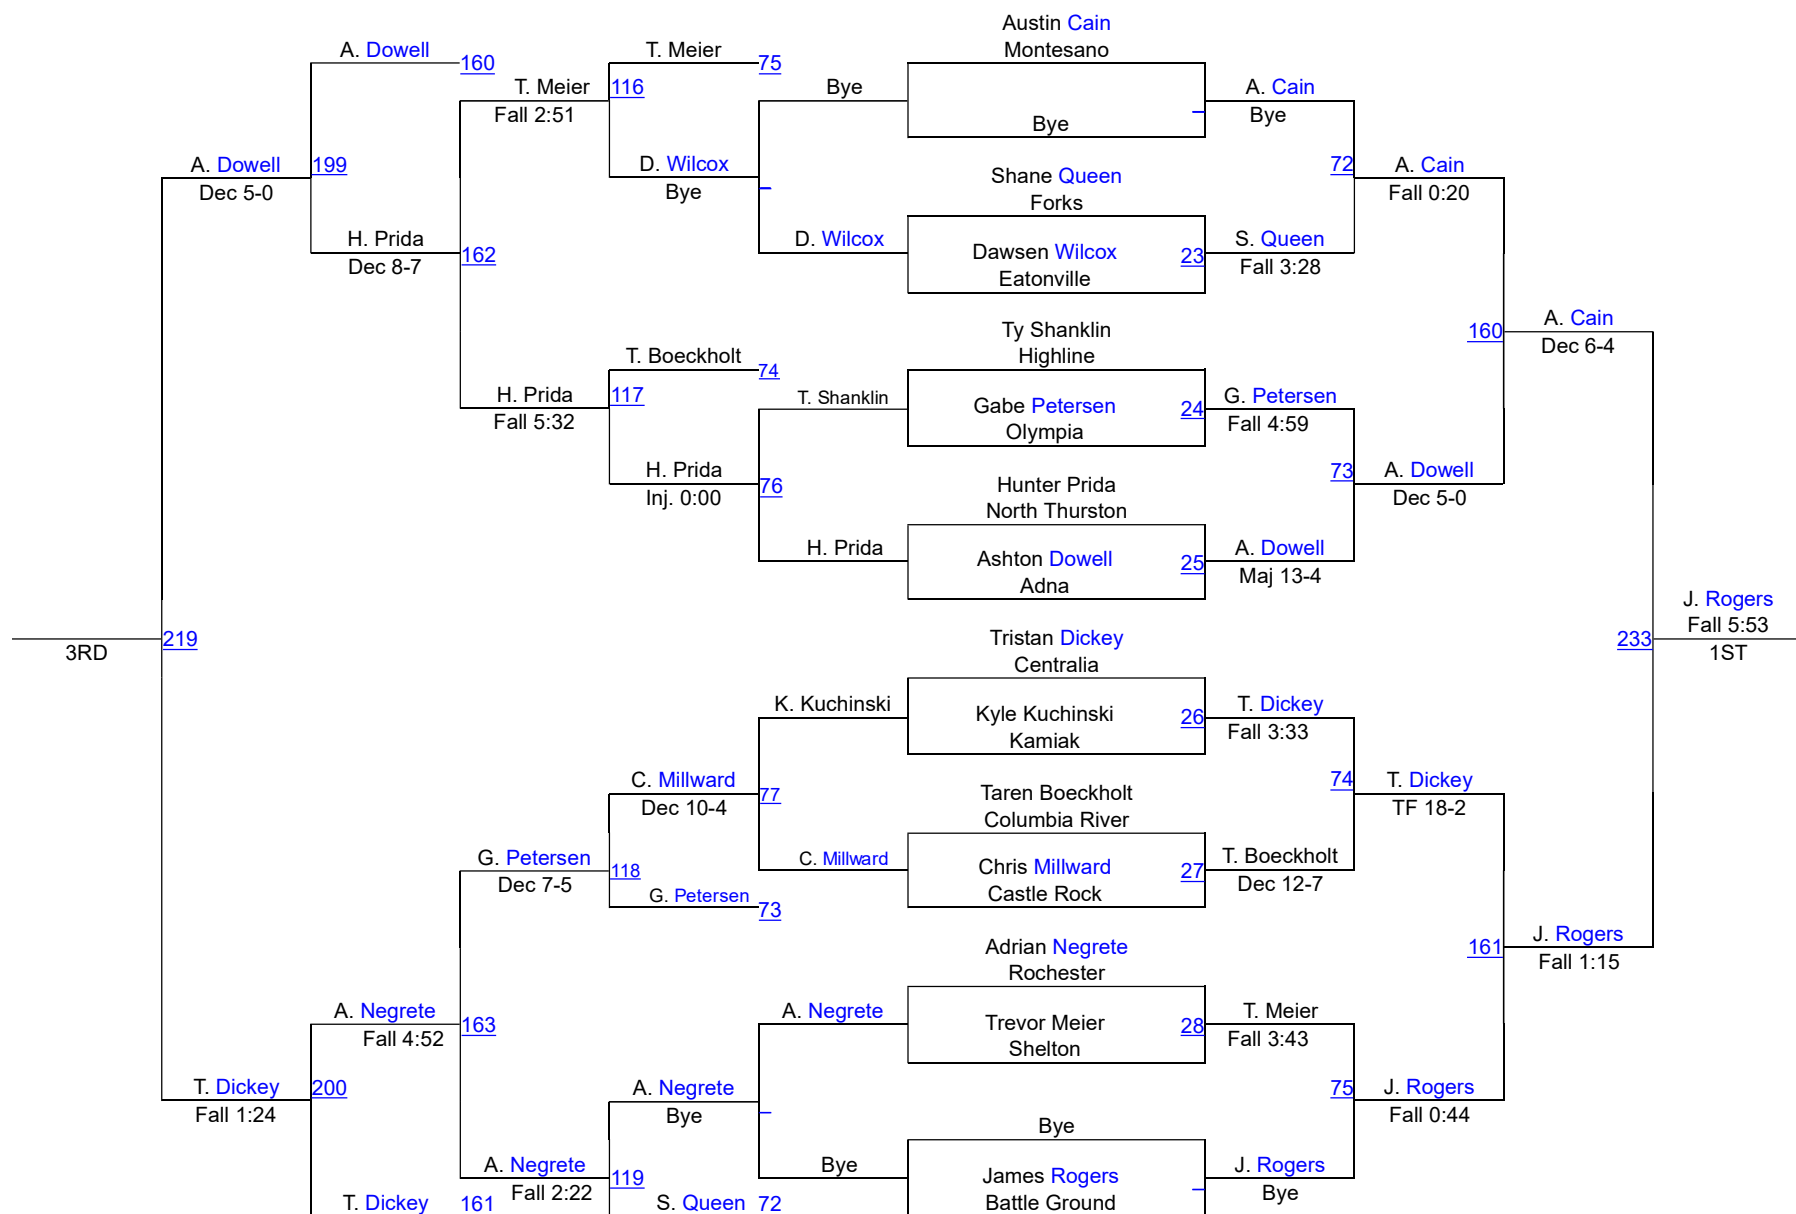 Austin Cain
A. Dowell
160
T. Meier
75
Montesano
T. Meier
116
Bye
A. Cain
Fall 2:51
Bye
Bye
A. Dowell
199
D. Wilcox
72
A. Cain
Dec 5-0
Bye
Shane Queen
Fall 0:20
Forks
H. Prida
162
D. Wilcox
Dawsen Wilcox
23
S. Queen
Dec 8-7
Eatonville
Fall 3:28
Ty Shanklin
160
A. Cain
T. Boeckholt
74
Highline
Dec 6-4
H. Prida
117
T. Shanklin
Gabe Petersen
24
G. Petersen
Fall 5:32
Olympia
Fall 4:59
H. Prida
76
Hunter Prida
73
A. Dowell
Inj. 0:00
North Thurston
Dec 5-0
H. Prida
Ashton Dowell
25
A. Dowell
Adna
Maj 13-4
J. Rogers
219
Tristan Dickey
233
Fall 5:53
3RD
Centralia
1ST
K. Kuchinski
Kyle Kuchinski
26
T. Dickey
Kamiak
Fall 3:33
C. Millward
77
Taren Boeckholt
74
T. Dickey
Dec 10-4
Columbia River
TF 18-2
G. Petersen
118
C. Millward
Chris Millward
27
T. Boeckholt
Dec 7-5
G. Petersen
73
Castle Rock
Dec 12-7
Adrian Negrete
161
J. Rogers
Rochester
Fall 1:15
A. Negrete
163
A. Negrete
Trevor Meier
28
T. Meier
Fall 4:52
Shelton
Fall 3:43
T. Dickey
200
A. Negrete
75
J. Rogers
Fall 1:24
Bye
Bye
Fall 0:44
A. Negrete
119
Bye
James Rogers
J. Rogers
Fall 2:22
Battle Ground
Bye
T. Dickey
161
S. Queen
72